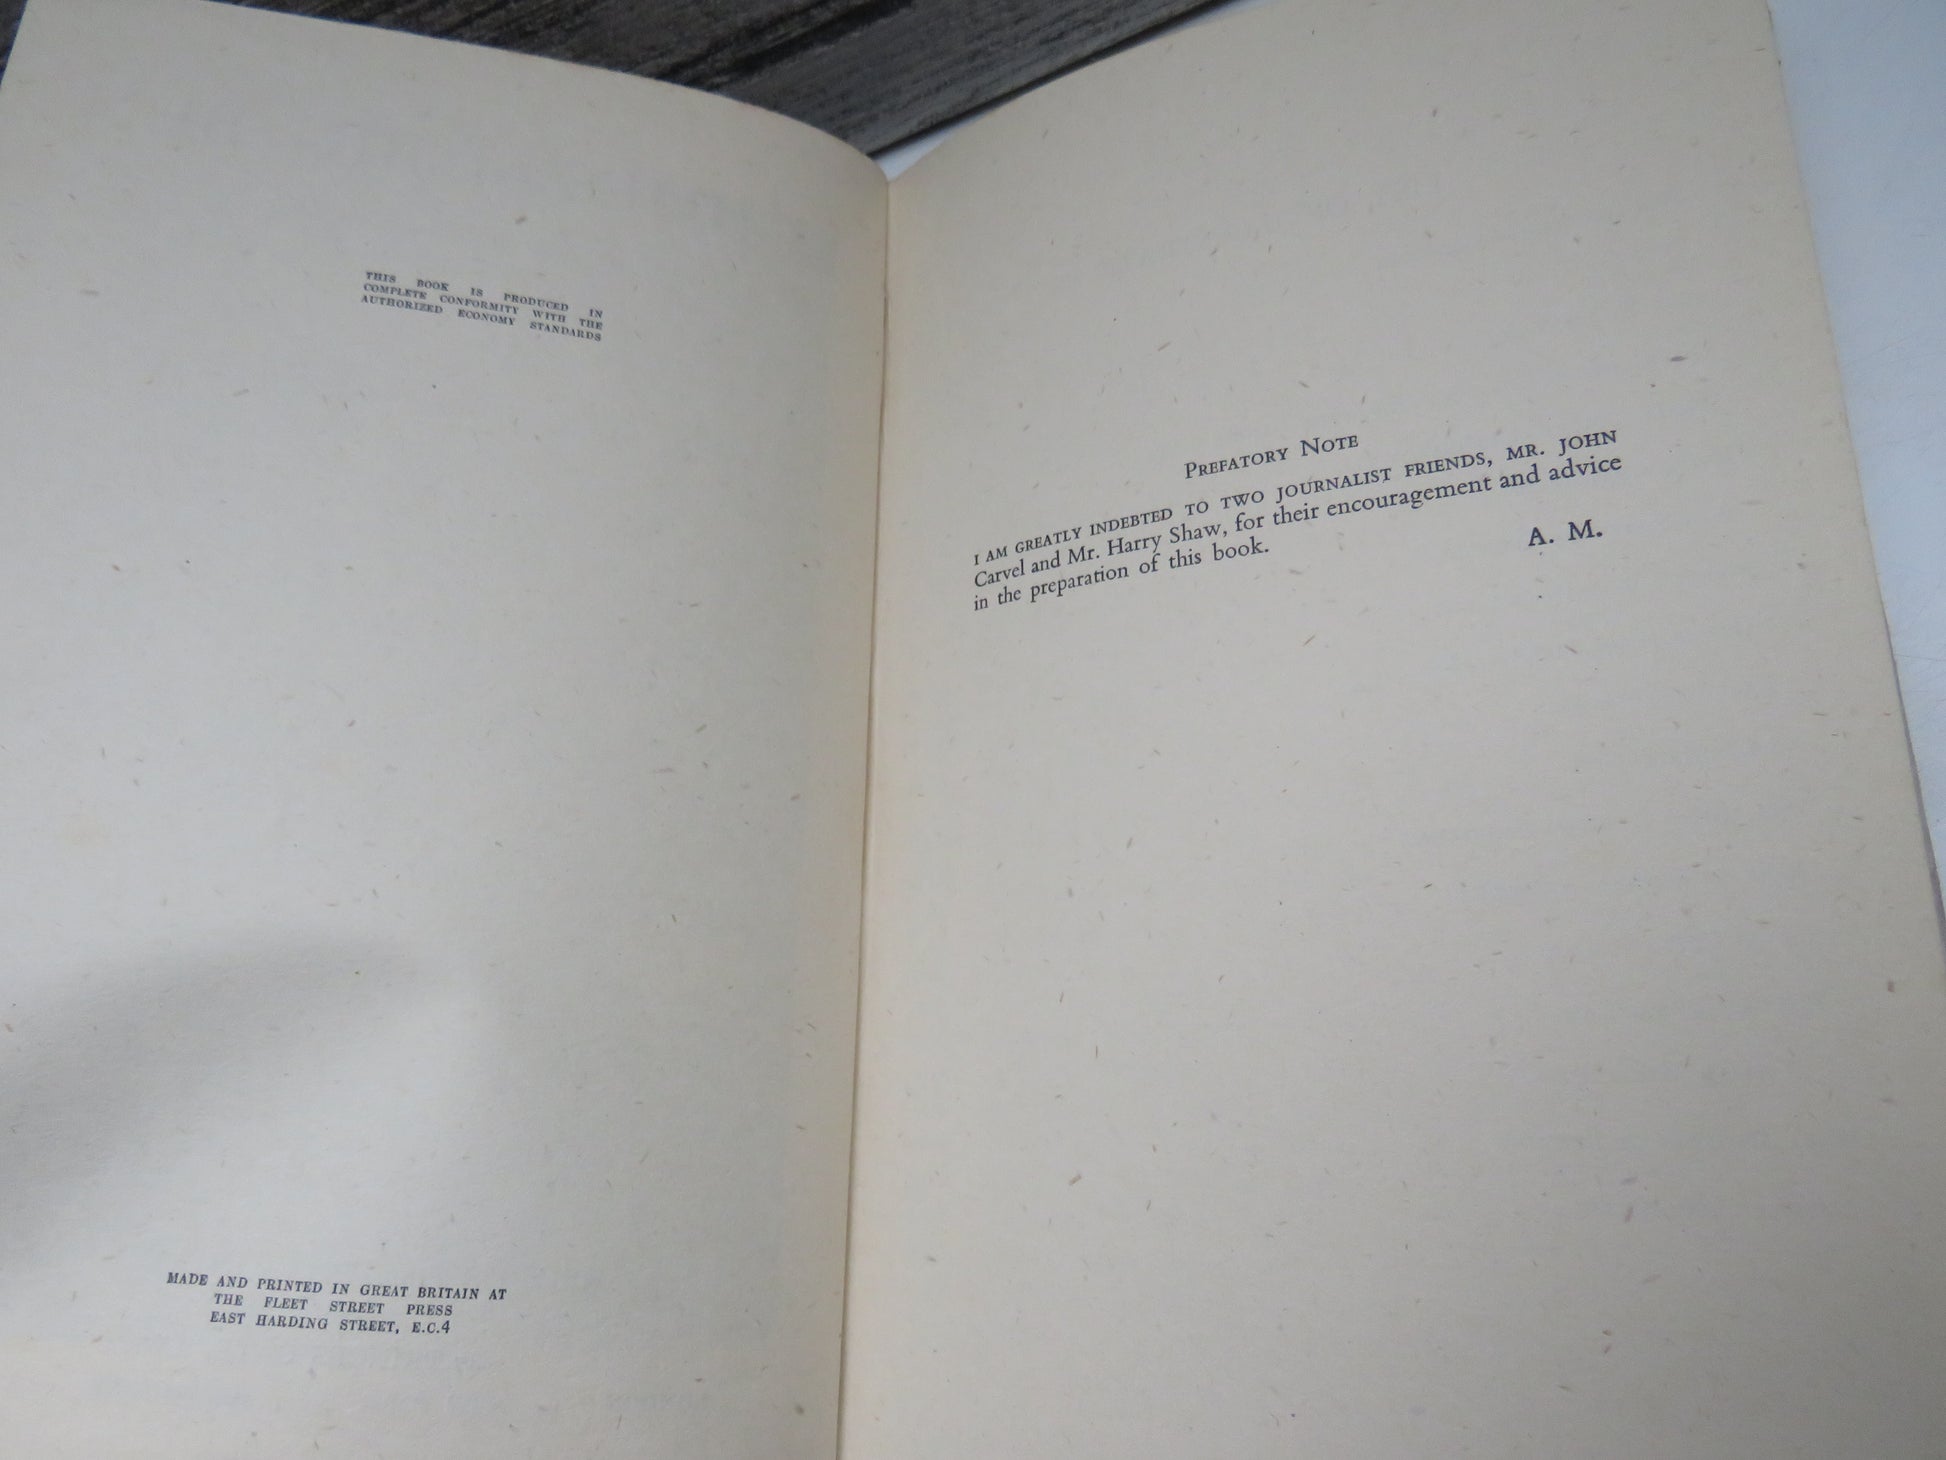 THIS BOOK IS PRODUCED IN
COMPLETE CONFORMITY WITH THE
AUTHORIZED ECONOMY STANDARDS
MADE AND PRINTED IN GREAT BRITAIN AT
THE FLEET STREET PRESS
EAST HARDING STREET, E.C.4
PREFATORY NOTE
I AM GREATLY INDEBTED TO TWO JOURNALIST FRIENDS, MR. JOHN
Carvel and Mr. Harry Shaw, for their encouragement and advice
in the preparation of this book.
A. M.